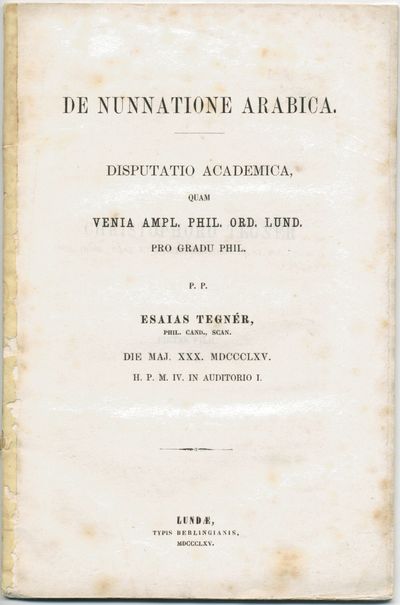 DE NUNNATIONE ARABICA.
DISPUTATIO ACADEMICA,
QUAM
VENIA AMPL. PHIL. ORD. LUND.
PRO GRADU PHIL.
P. P.
ESAIAS TEGNÉR,
PHIL. CAND., SCAN.
DIE MAJ. XXX. MDCCCLXV.
H. P. M. IV. IN AUDITORIO I.
LUNDÆ,
TYPIS BERLINGIANIS,
MDCCCLXV.